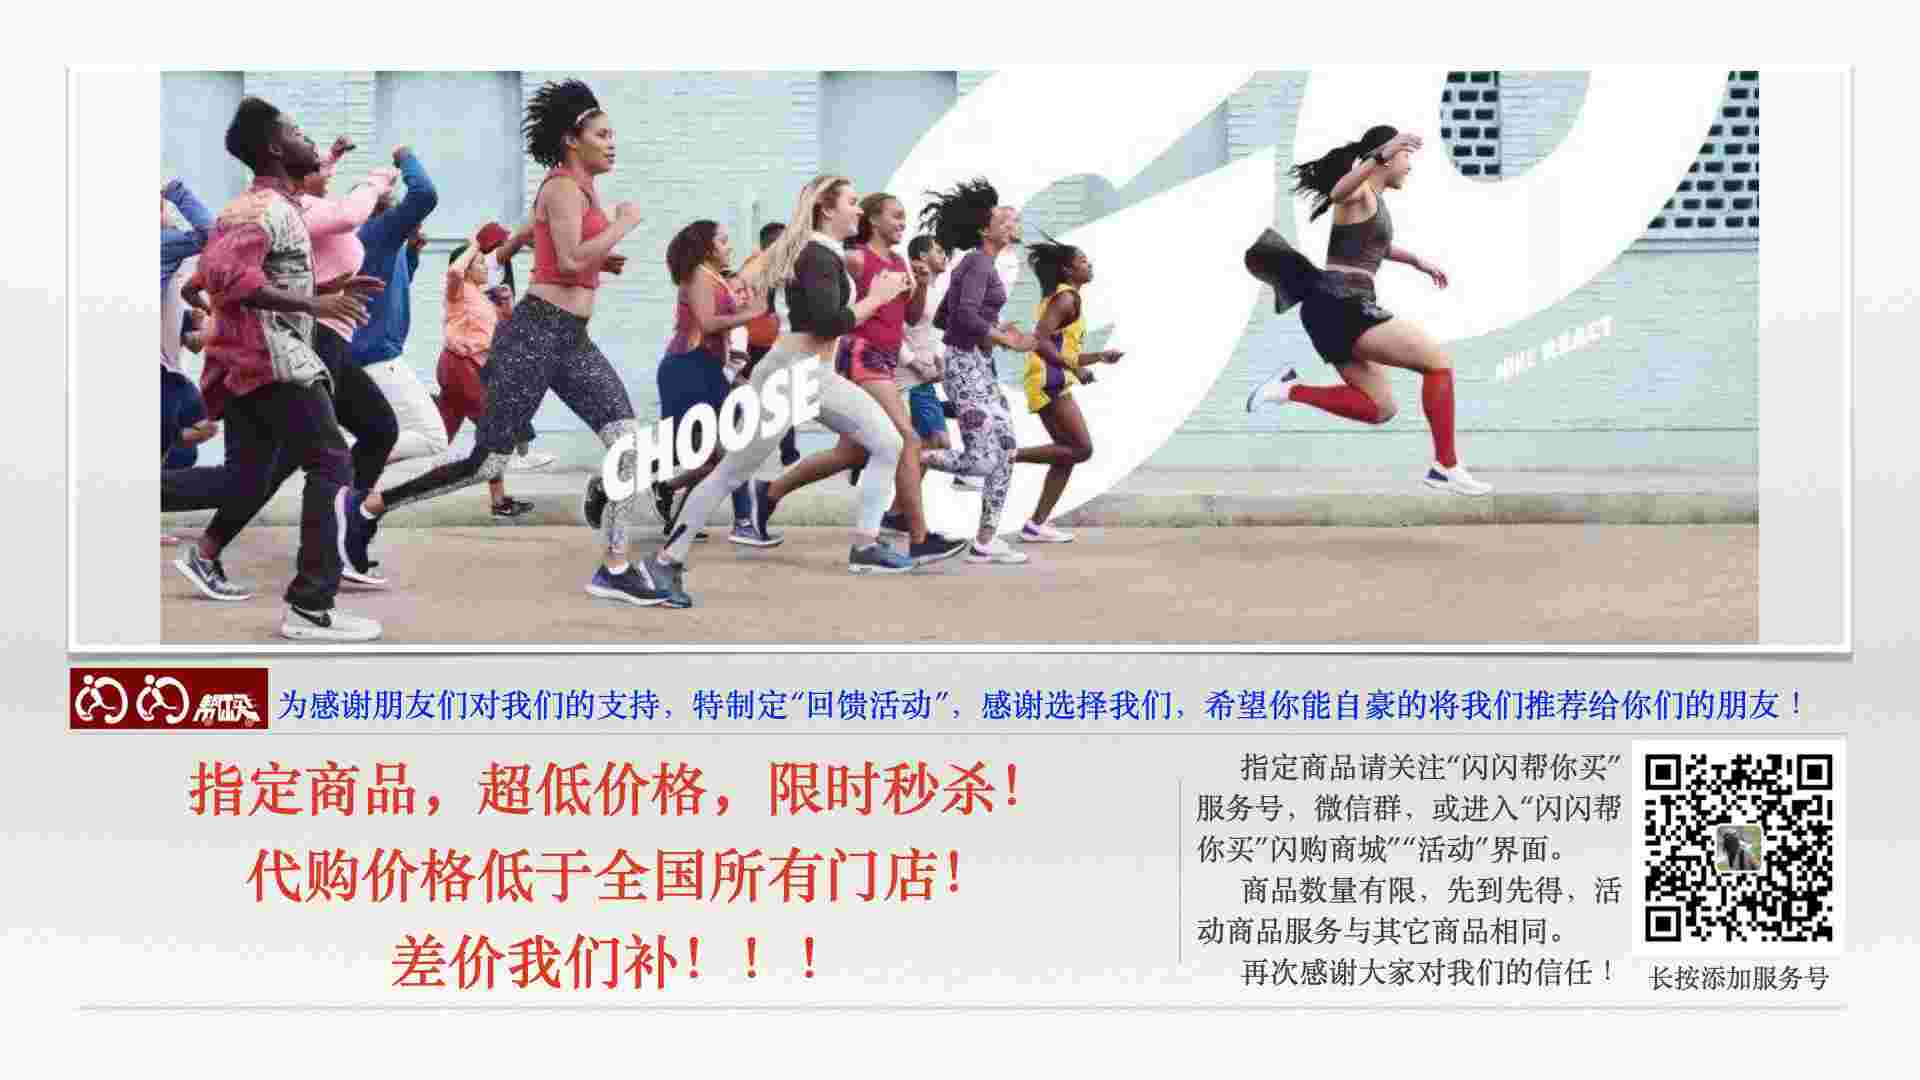 CHOOSE
GO
NIKE REACT
闪闪 帮你买
为感谢朋友们对我们的支持，特制定“回馈活动”，感谢选择我们，希望你能自豪的将我们推荐给你们的朋友！
指定商品，超低价格，限时秒杀！
代购价格低于全国所有门店！
差价我们补！！！
指定商品请关注“闪闪帮你买”
服务号，微信群，或进入“闪闪帮
你买”闪购商城”“活动”界面。
商品数量有限，先到先得，活
动商品服务与其它商品相同。
再次感谢大家对我们的信任！
长按添加服务号